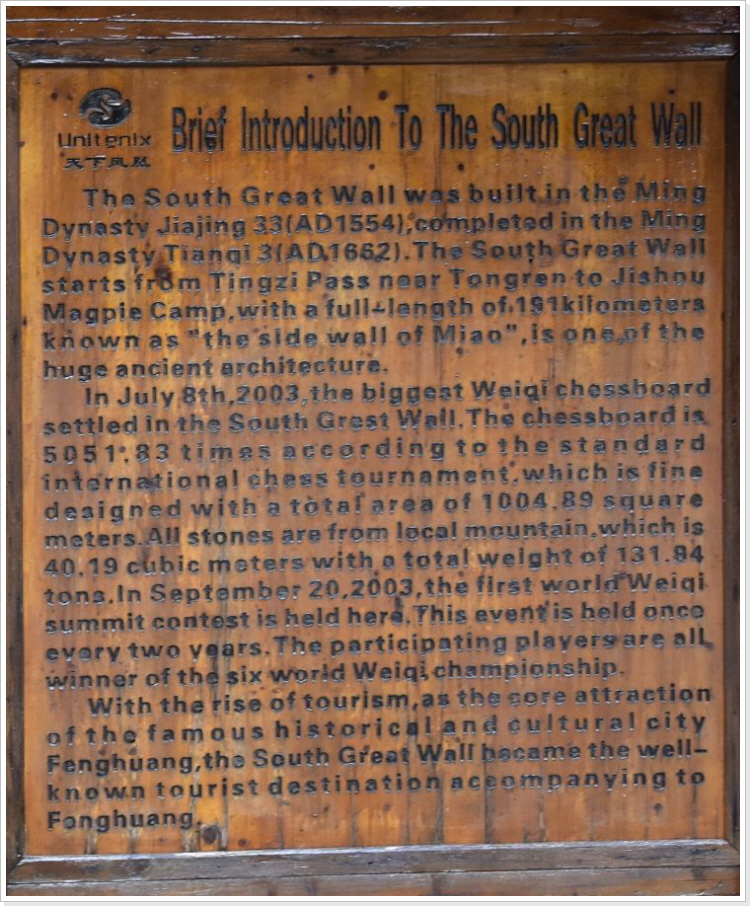 Unitenix
天下凤凰
Brief Introduction To The South Great Wall
The South Great Wall was built in the Ming
Dynasty Jiajing 33(AD1554),completed in the Ming
Dynasty Tianqi 3(AD1662).The South Great Wall
starts from Tingzi Pass near Tongren to Jishou
Magpie Camp,with a full-length of 191kilometers
known as "the side wall of Miao",is one of the
huge ancient architecture.
In July 8th,2003,the biggest Weiqi chessboard
settled in the South Grest Wall.The chessboard is
5051.83 times according to the standard
international chess tournament,which is fine
designed with a total area of 1004.89 square
meters.All stones are from local mountain,which is
40.19 cubic meters with a total weight of 131.84
tons.In September 20,2003,the first world Weiqi
summit contest is held here.This event is held once
every two years.The participating players are all
winner of the six world Weiqi championship.
With the rise of tourism,as the core attraction
of the famous historical and cultural city
Fenghuang,the South Great Wall became the well-
known tourist destination accompanying to
Fonghuang.